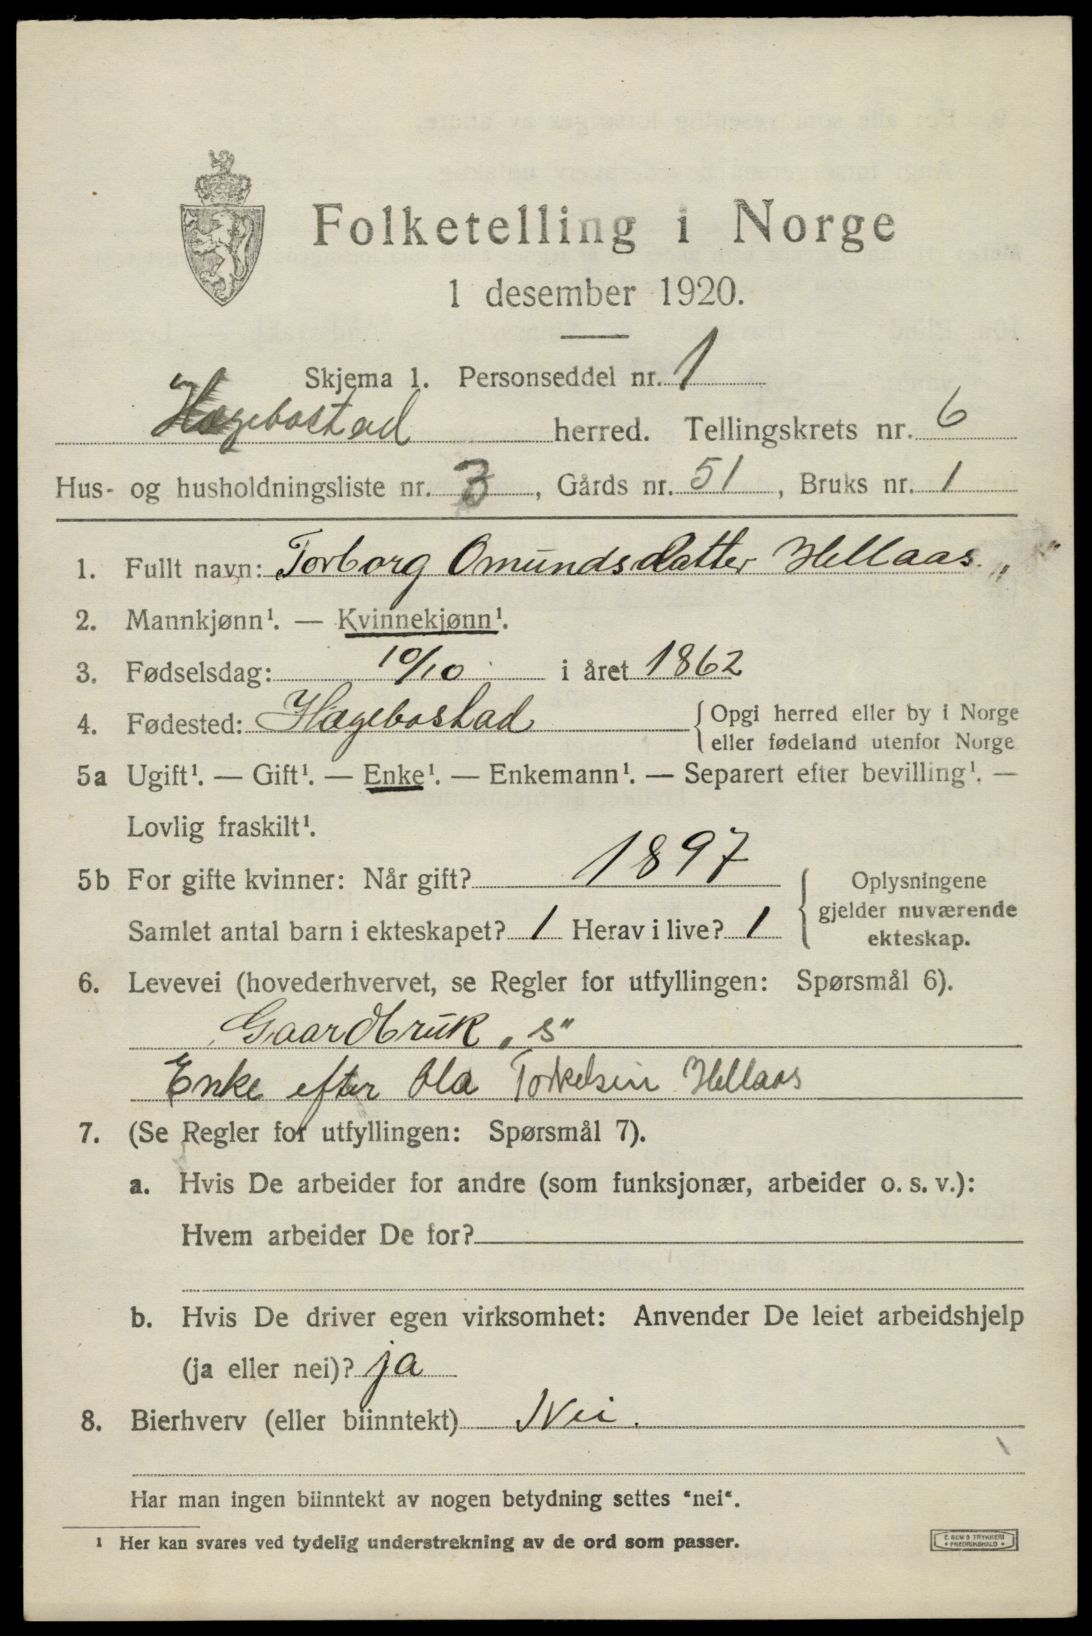 Folketelling i Norge
1 desember 1920.
Skjema 1. Personseddel nr. 1
Hægebostad herred. Tellingskrets nr. 6
Hus- og husholdningsliste nr. 3, Gårds nr. 51, Bruks nr. 1
1. Fullt navn: Torborg Omundsdatter Hellaas „ “
2. Mannkjønn¹. — Kvinnekjønn¹.
3. Fødselsdag: 10/10 i året 1862
4. Fødested: Hægebostad { Opgi herred eller by i Norge
eller fødeland utenfor Norge
5a Ugift¹. — Gift¹. — Enke¹. — Enkemann¹. — Separert efter bevilling¹. —
Lovlig fraskilt¹.
5b For gifte kvinner: Når gift? 1897
Samlet antal barn i ekteskapet? 1 Herav i live? 1
Oplysningene
gjelder nuværende
ekteskap.
6. Levevei (hovederhvervet, se Regler for utfyllingen: Spørsmål 6).
Gaardbruk „s“
Enke efter Ola Torkelsen Hellaas
7. (Se Regler for utfyllingen: Spørsmål 7).
a. Hvis De arbeider for andre (som funksjonær, arbeider o. s. v.):
Hvem arbeider De for?
b. Hvis De driver egen virksomhet: Anvender De leiet arbeidshjelp
(ja eller nei)? ja
8. Bierhverv (eller biinntekt) Nei.
Har man ingen biinntekt av nogen betydning settes “nei“.
¹ Her kan svares ved tydelig understrekning av de ord som passer.
TRYKKERI
FREDRIKSHALD